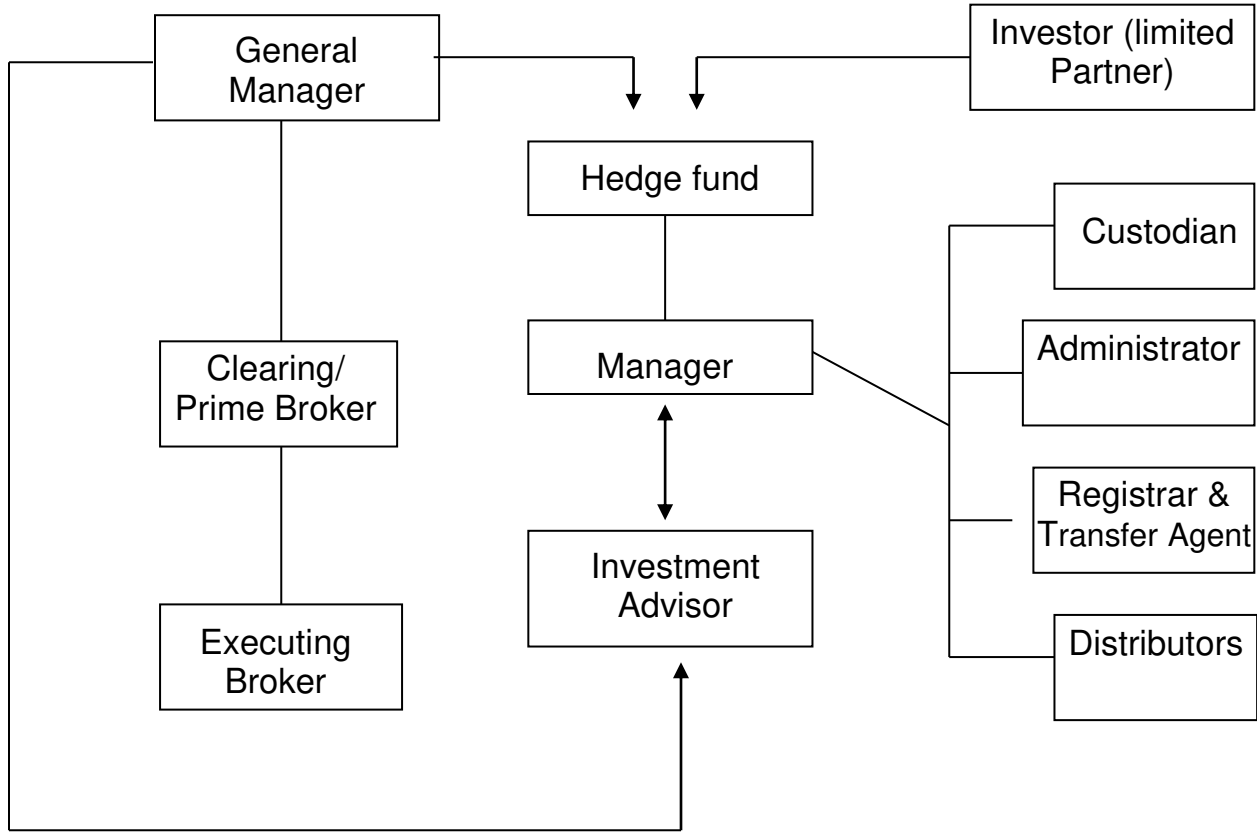 General
Manager
Investor (limited
Partner)
Hedge fund
Custodian
Manager
Administrator
Clearing/
Prime Broker
Registrar &
Transfer Agent
Investment
Advisor
Executing
Broker
Distributors